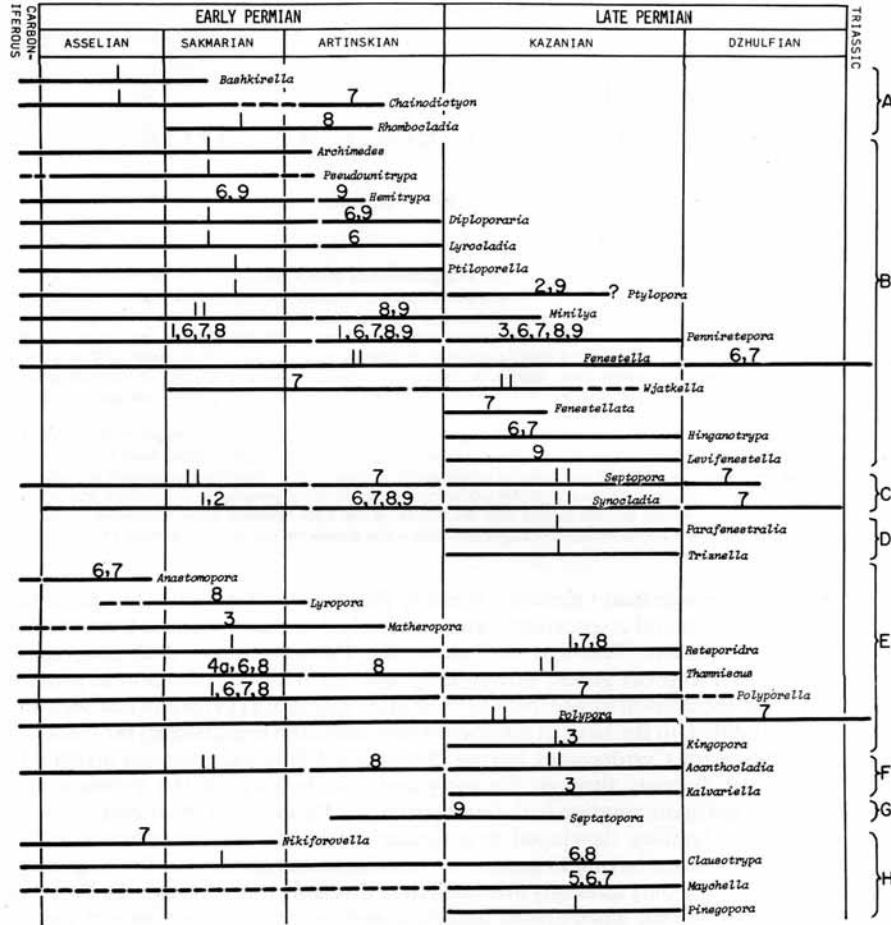 CARBON-
IFEROUS
EARLY PERMIAN
LATE PERMIAN
TRIASSIC
ASSELIAN
SAKMARIAN
ARTINSKIAN
KAZANIAN
DZHULFIAN
| Bashkirella
A
| 7 Chainodictyon
| 8 Rhombocladia
| Archimedes
B
| Pseudounitrypa
6,9 9 Hemitrypa
| 6,9 Diploporaria
| 6 Lyrocladia
| Ptiloporella
| 2,9 ? Ptylopora
|| 8,9 Minilya
1,6,7,8 1,6,7,8,9 3,6,7,8,9 Penniretepora
|| Fenestella 6,7
7 || Wjatkella
7 Fenestellata
6,7 Hinganotrypa
9 Levifenestella
|| 7 || Septopora 7
C
1,2 6,7,8,9 Synocladia 7
| Parafenestralia
D
| Triznella
6,7 Anastomopora
E
8 Lyropora
3 Matheropora
| 1,7,8 Reteporidra
4a,6,8 8 || Thamniscus
1,6,7,8 7 Polyporella
|| Polypora 7
1,3 Kingopora
|| 8 || Acanthocladia
F
3 Kalvariella
9 Septatopora
G
7 Nikiforovella
H
| 6,8 Clausotrypa
5,6,7 Maychella
| Pinegopora